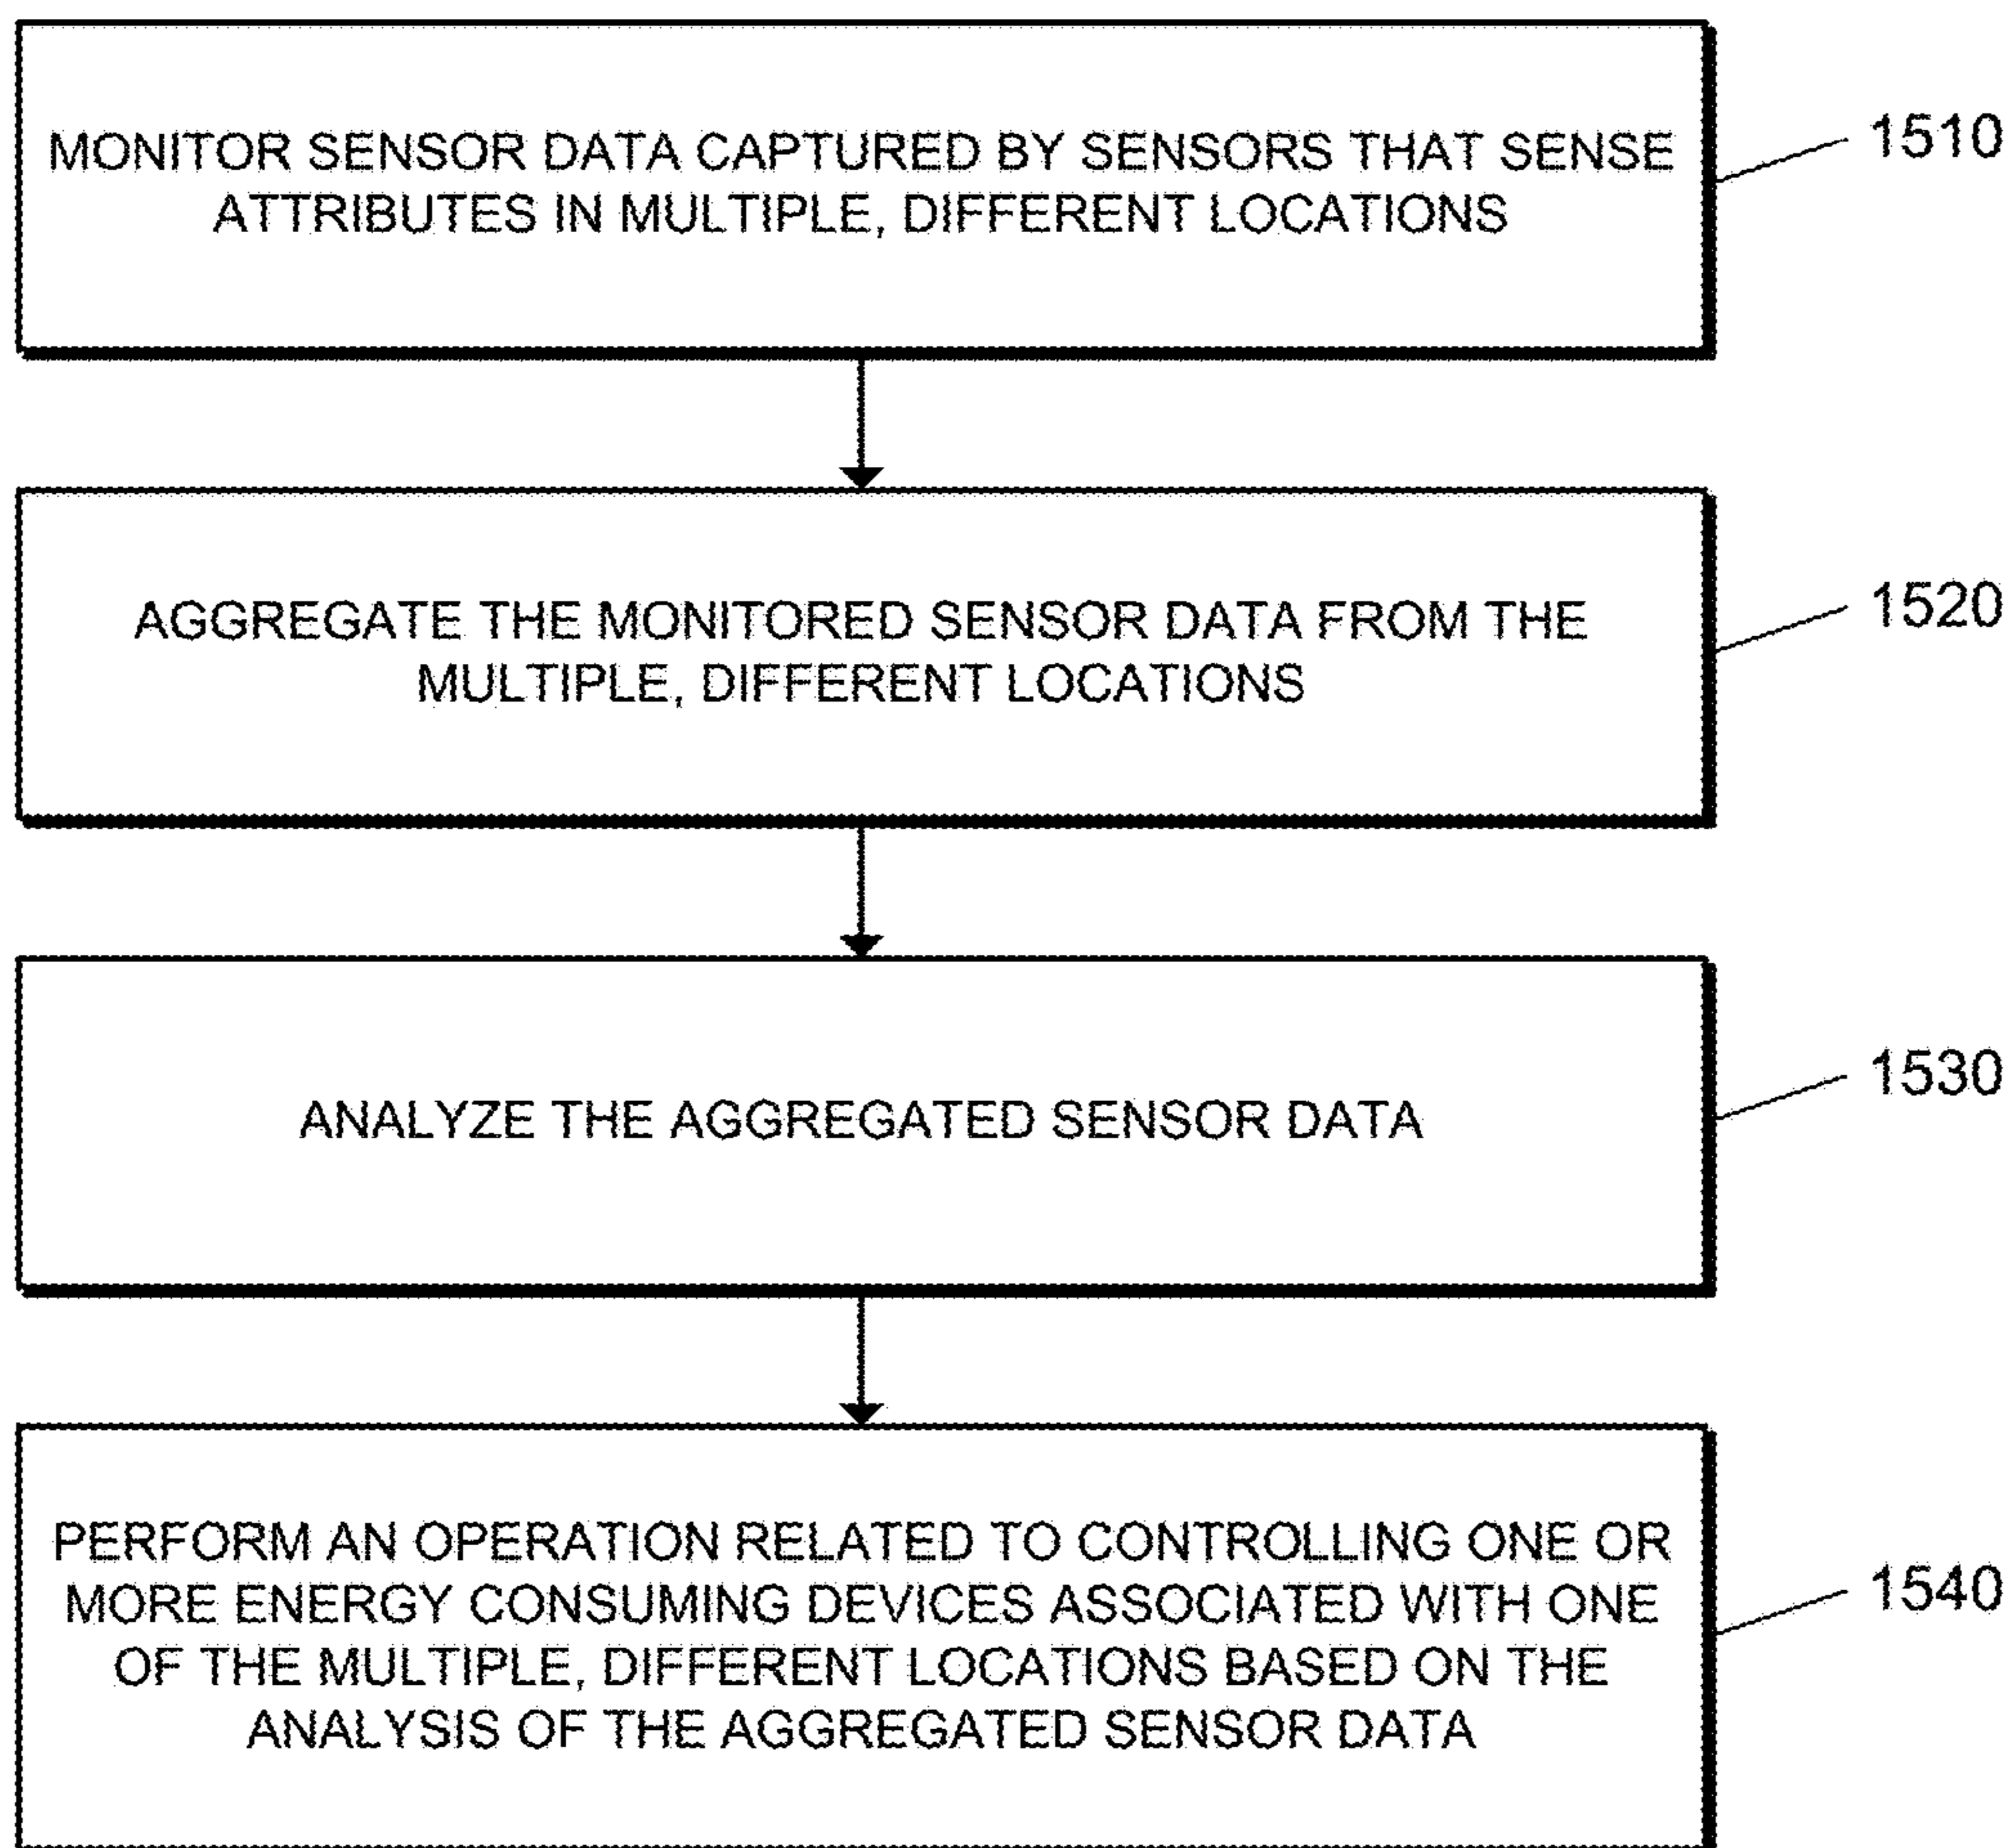 MONITOR SENSOR DATA CAPTURED BY SENSORS THAT SENSE
ATTRIBUTES IN MULTIPLE, DIFFERENT LOCATIONS
1510
AGGREGATE THE MONITORED SENSOR DATA FROM THE
MULTIPLE, DIFFERENT LOCATIONS
1520
ANALYZE THE AGGREGATED SENSOR DATA
1530
PERFORM AN OPERATION RELATED TO CONTROLLING ONE OR
MORE ENERGY CONSUMING DEVICES ASSOCIATED WITH ONE
OF THE MULTIPLE, DIFFERENT LOCATIONS BASED ON THE
ANALYSIS OF THE AGGREGATED SENSOR DATA
1540